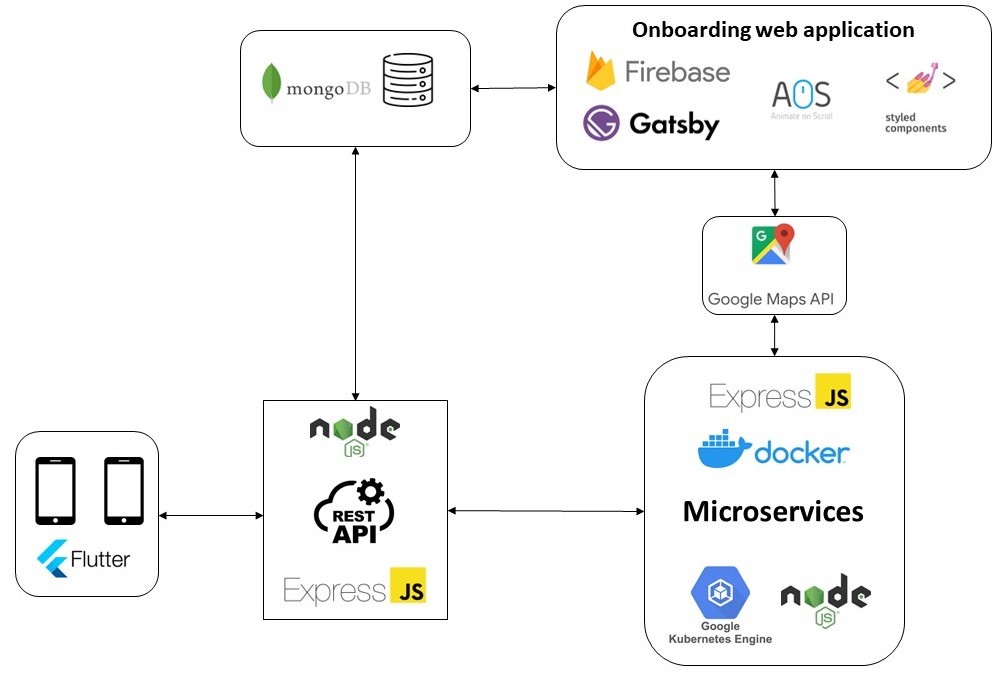 Onboarding web application
mongoDB
Firebase
AOS
Animate on Scroll
< >
styled
components
Gatsby
G
Google Maps API
node
JS
REST
API
Express JS
Flutter
Express JS
docker
Microservices
Google
Kubernetes Engine
node
JS